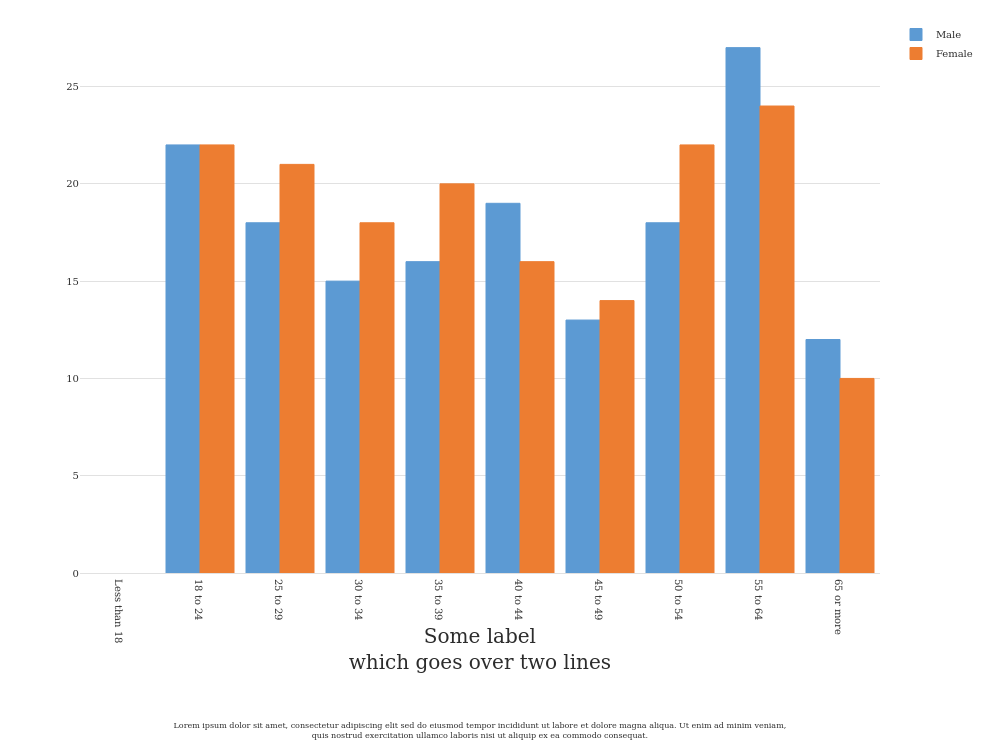 Male
Female
25
20
15
10
5
0
Less than 18
18 to 24
25 to 29
30 to 34
35 to 39
40 to 44
45 to 49
50 to 54
55 to 64
65 or more
Some label
which goes over two lines
Lorem ipsum dolor sit amet, consectetur adipiscing elit sed do eiusmod tempor incididunt ut labore et dolore magna aliqua. Ut enim ad minim veniam,
quis nostrud exercitation ullamco laboris nisi ut aliquip ex ea commodo consequat.